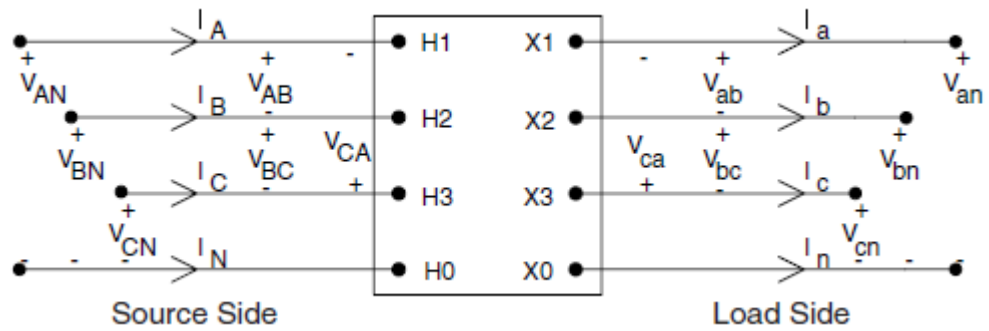 I A + - H1 X1 - + I a
+ V AN V AB V ab + V an
I B - H2 X2 - I b
+ V BN + V BC V CA V ca + V bc + V bn
I C - + H3 X3 + - I c
+ V CN + V cn
- - - I N H0 X0 I n - - -
Source Side Load Side